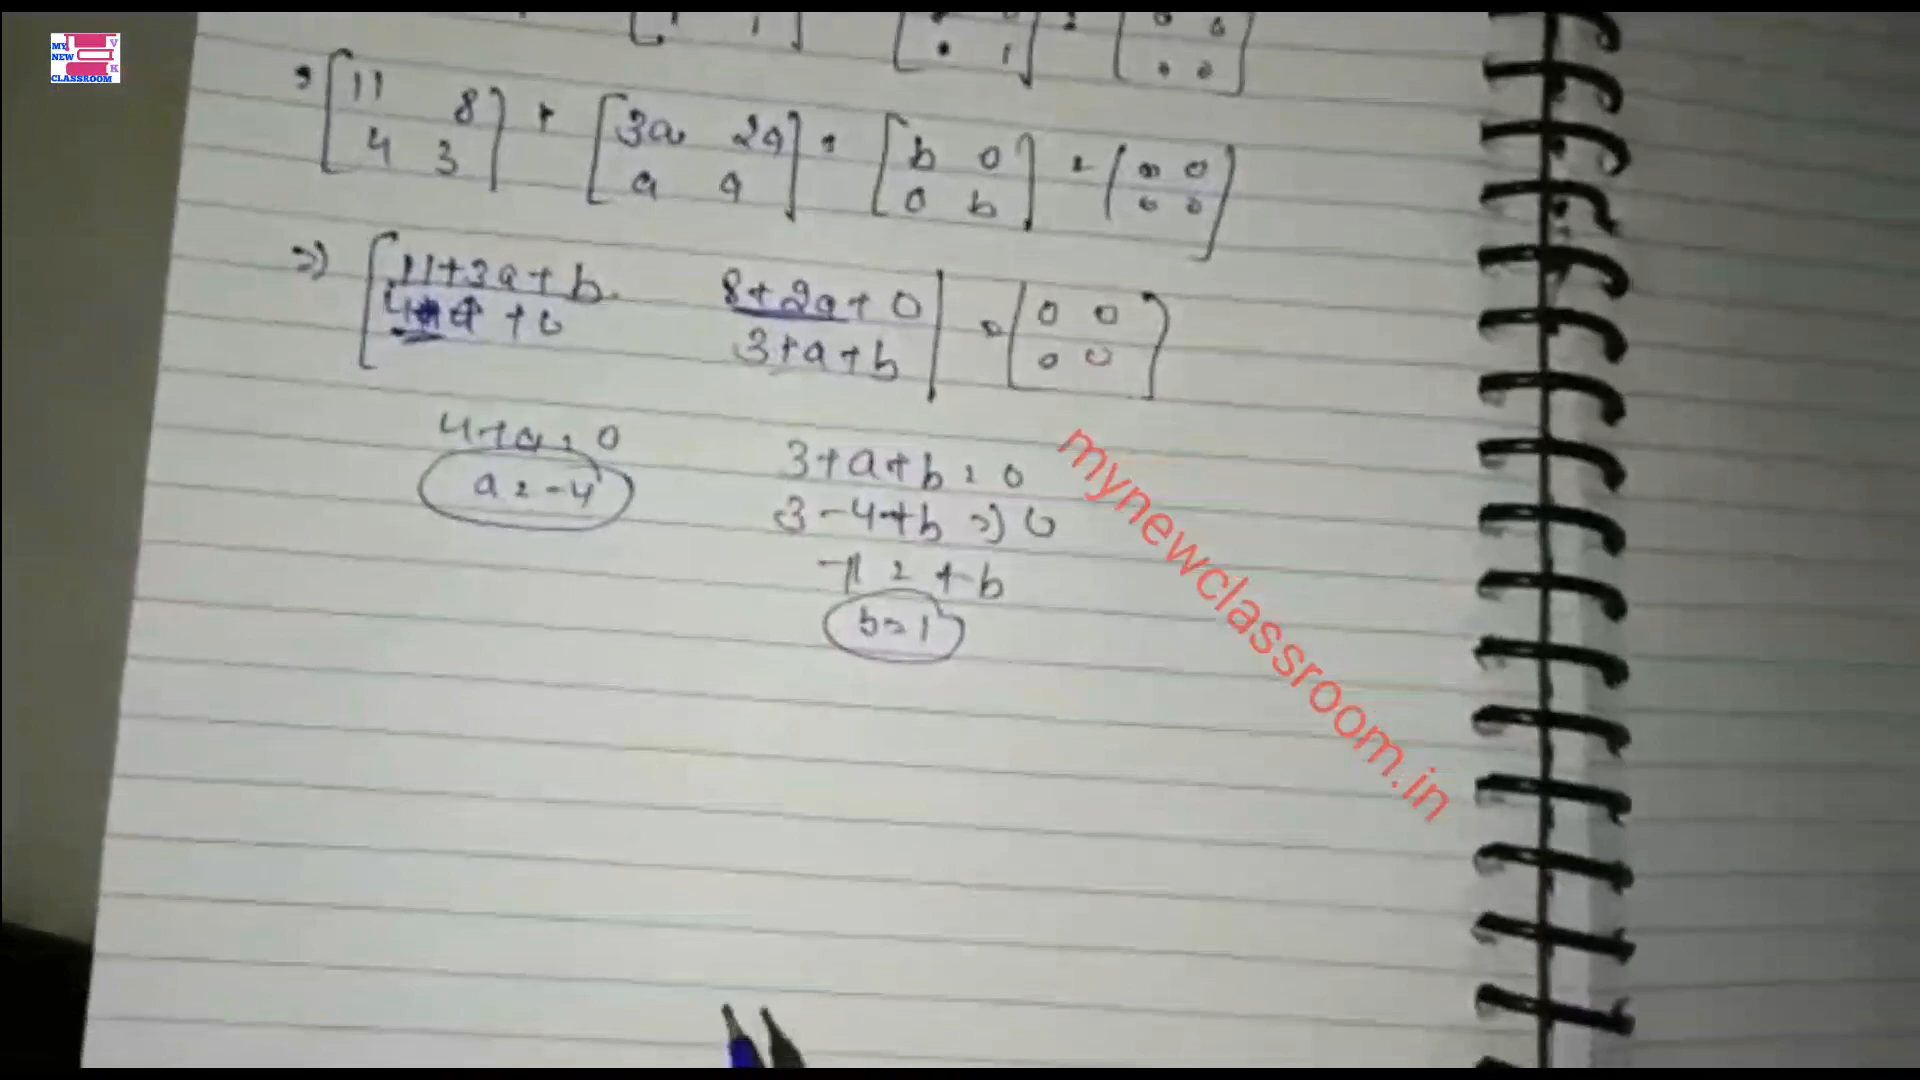 MY NEW CLASSROOM VK
[11 8] + [3a 2a] + [b 0] = [0 0]
[4 3] [a a] [0 b] [0 0]
=> [11+3a+b 8+2a+0] = [0 0]
[4+a+0 3+a+b] [0 0]
4+a=0 3+a+b=0
a=-4 3-4+b=>0
-1=+b
b=1
mynewclassroom.in